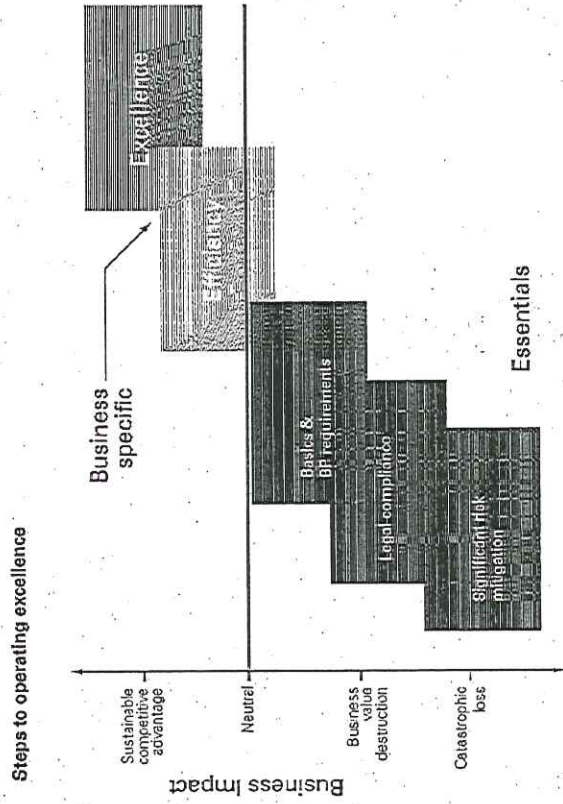 Steps to operating excellence
Business Impact
Sustainable
competitive
advantage
Neutral
Business
value
destruction
Catastrophic
loss
Business
specific
Excellence
Efficiency
Basics &
BP requirements
Legal compliance
Significant risk
mitigation
Essentials